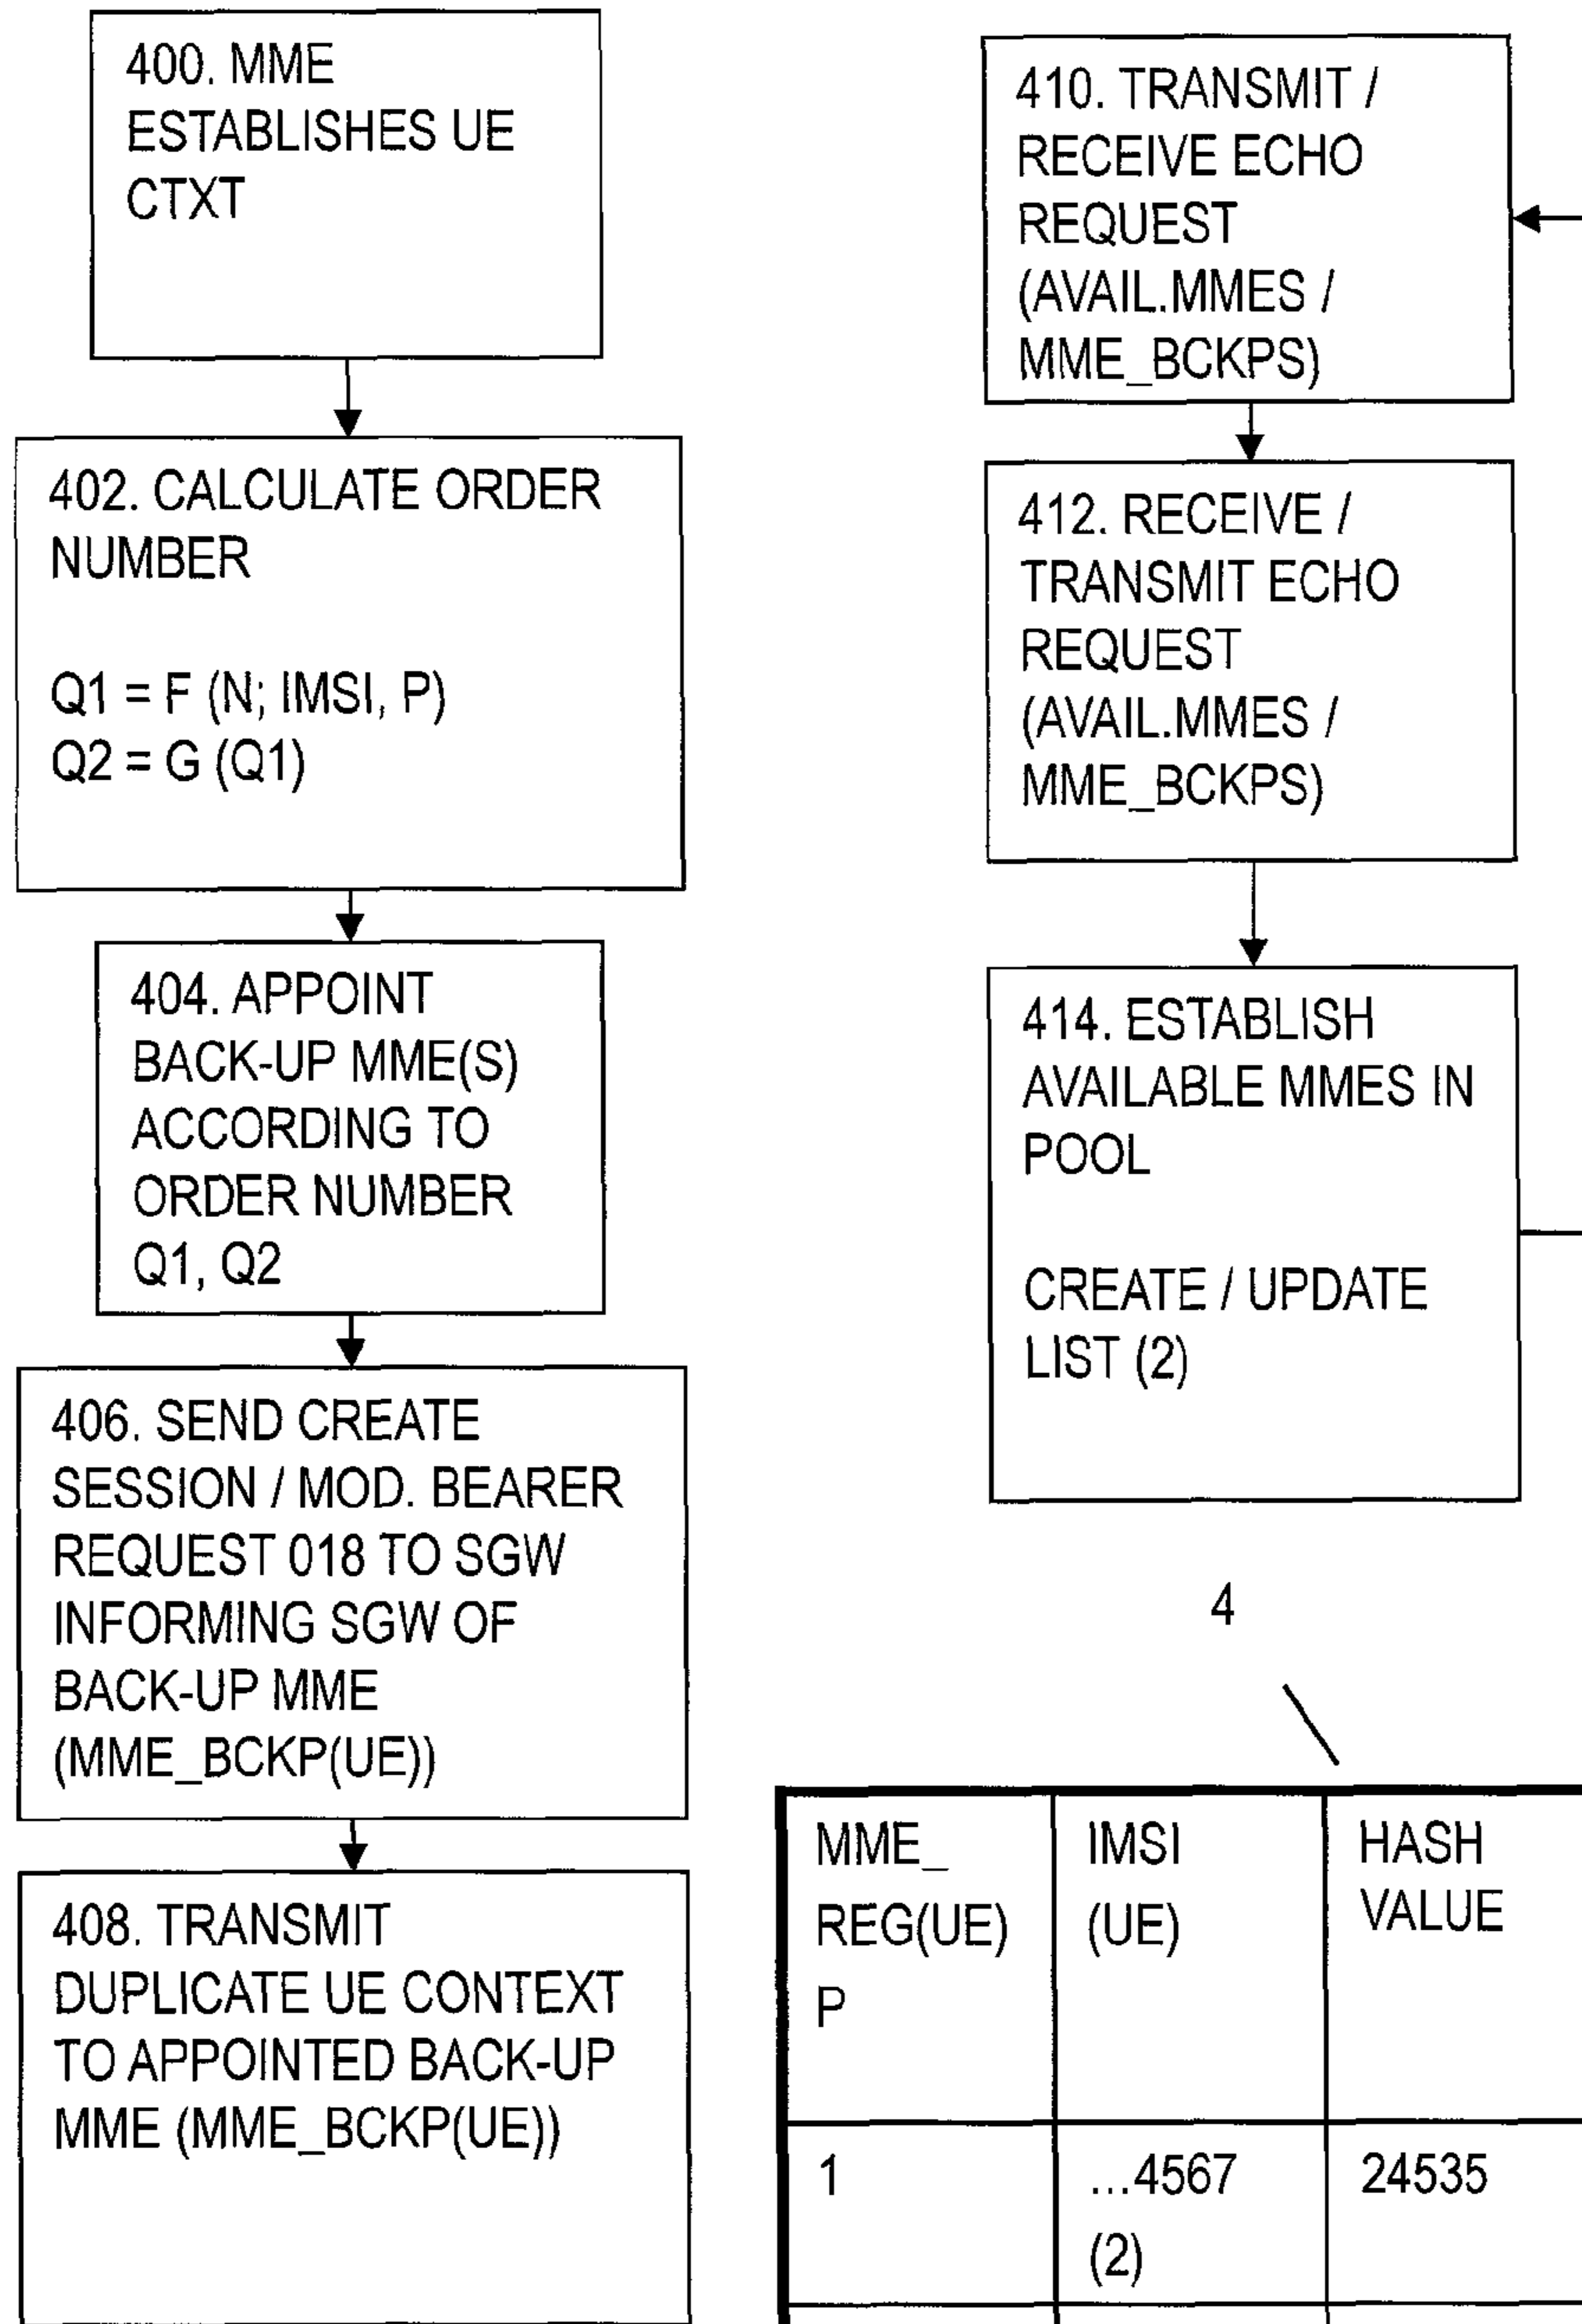 400. MME
ESTABLISHES UE
CTXT
402. CALCULATE ORDER
NUMBER
Q1 = F (N; IMSI, P)
Q2 = G (Q1)
404. APPOINT
BACK-UP MME(S)
ACCORDING TO
ORDER NUMBER
Q1, Q2
406. SEND CREATE
SESSION / MOD. BEARER
REQUEST 018 TO SGW
INFORMING SGW OF
BACK-UP MME
(MME_BCKP(UE))
408. TRANSMIT
DUPLICATE UE CONTEXT
TO APPOINTED BACK-UP
MME (MME_BCKP(UE))
410. TRANSMIT /
RECEIVE ECHO
REQUEST
(AVAIL.MMES /
MME_BCKPS)
412. RECEIVE /
TRANSMIT ECHO
REQUEST
(AVAIL.MMES /
MME_BCKPS)
414. ESTABLISH
AVAILABLE MMES IN
POOL
CREATE / UPDATE
LIST (2)
4
MME_
REG(UE)
P
IMSI
(UE)
HASH
VALUE
1
...4567
(2)
24535